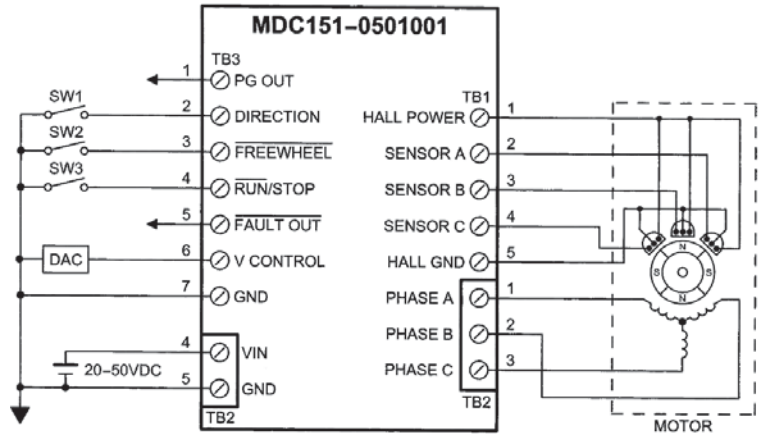 MDC151-0501001
TB3
1 PG OUT
SW1
2 DIRECTION
SW2
3 FREEWHEEL
SW3
4 RUN/STOP
5 FAULT OUT
DAC
6 V CONTROL
7 GND
4 VIN
20-50VDC
5 GND
TB2
TB1
HALL POWER 1
SENSOR A 2
SENSOR B 3
SENSOR C 4
HALL GND 5
PHASE A 1
PHASE B 2
PHASE C 3
TB2
N
S S
N
MOTOR